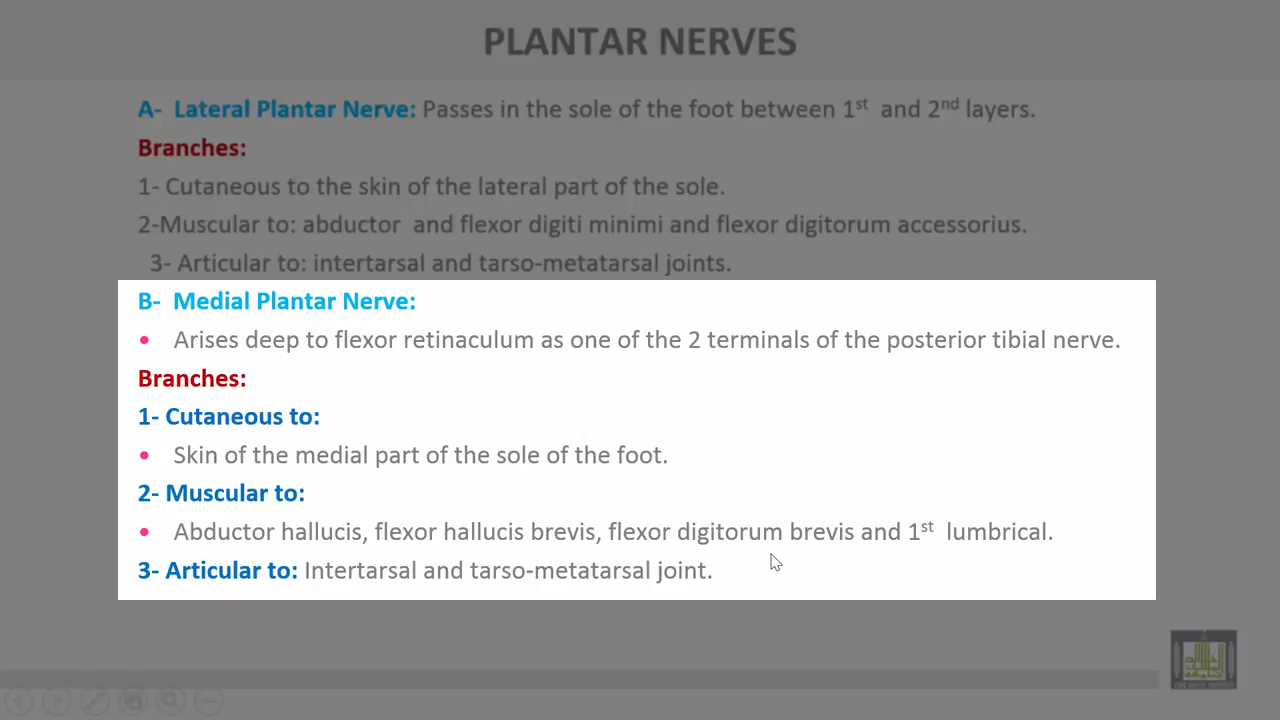 PLANTAR NERVES
A- Lateral Plantar Nerve: Passes in the sole of the foot between 1st and 2nd layers.
Branches:
1- Cutaneous to the skin of the lateral part of the sole.
2-Muscular to: abductor and flexor digiti minimi and flexor digitorum accessorius.
3- Articular to: intertarsal and tarso-metatarsal joints.
B- Medial Plantar Nerve:
• Arises deep to flexor retinaculum as one of the 2 terminals of the posterior tibial nerve.
Branches:
1- Cutaneous to:
• Skin of the medial part of the sole of the foot.
2- Muscular to:
• Abductor hallucis, flexor hallucis brevis, flexor digitorum brevis and 1st lumbrical.
3- Articular to: Intertarsal and tarso-metatarsal joint.